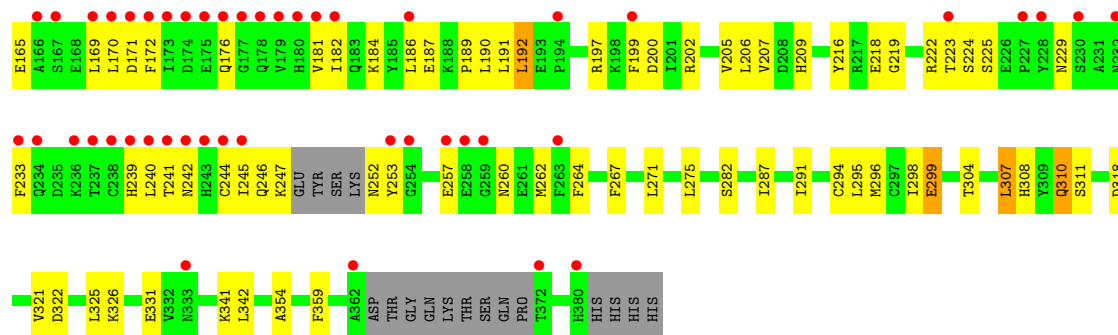 E165 A166 S167 E168 L169 L170 D171 F172 I173 D174 E175 Q176 G177 Q178 V179 H180 V181 I182 Q183 K184 Y185 L186 E187 K188 P189 L190 L191 L192 E193 P194 R197 K198 F199 D200 I201 R202 V205 L206 V207 D208 H209 Y216 R217 E218 G219 R222 T223 S224 S225 E226 P227 Y228 N229 S230 A231 N232
F233 Q234 D235 K236 T237 C238 H239 L240 T241 N242 H243 C244 I245 Q246 K247 GLU TYR SER LYS N252 Y253 G254 E257 E258 G259 N260 E261 M262 F263 F264 F267 L271 L275 S282 I287 I291 C294 L295 M296 C297 I298 E299 T304 L307 H308 V309 Q310 S311 D318
V321 D322 L325 K326 E331 V332 N333 K341 L342 A354 F359 A362 ASP THR GLY GLN LYS THR SER GLN PRO T372 H380 HIS HIS HIS HIS